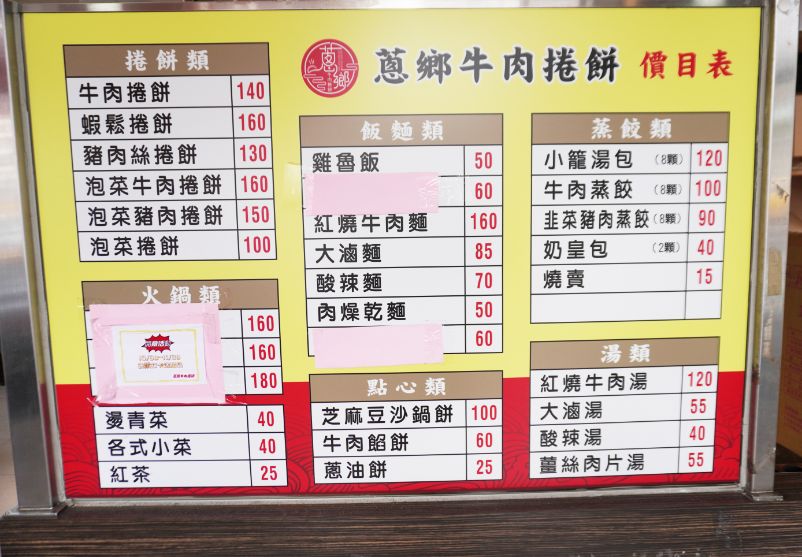 蔥鄉牛肉捲餅 價目表
蔥鄉
捲餅類
牛肉捲餅 140
蝦鬆捲餅 160
豬肉絲捲餅 130
泡菜牛肉捲餅 160
泡菜豬肉捲餅 150
泡菜捲餅 100
火鍋類
160
160
180
燙青菜 40
各式小菜 40
紅茶 25
飯麵類
雞魯飯 50
60
紅燒牛肉麵 160
大滷麵 85
酸辣麵 70
肉燥乾麵 50
60
點心類
芝麻豆沙鍋餅 100
牛肉餡餅 60
蔥油餅 25
蒸餃類
小籠湯包 (8顆) 120
牛肉蒸餃 (8顆) 100
韭菜豬肉蒸餃 (8顆) 90
奶皇包 (2顆) 40
燒賣 15
湯類
紅燒牛肉湯 120
大滷湯 55
酸辣湯 40
薑絲肉片湯 55